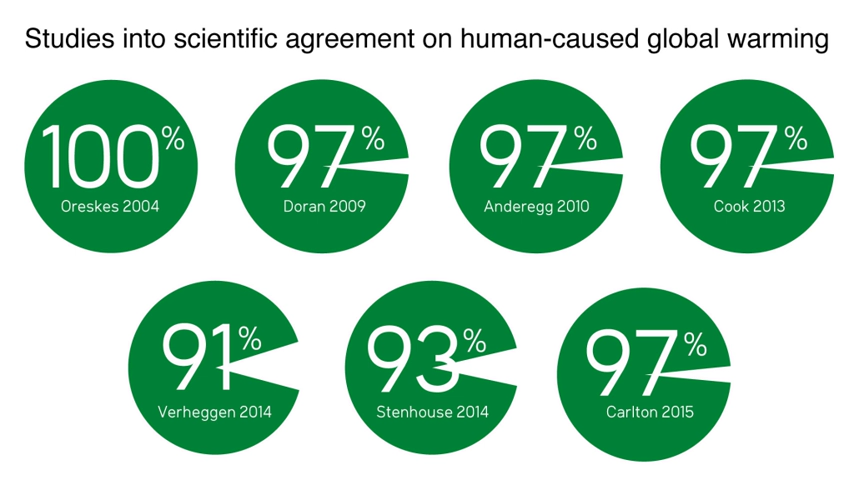 Studies into scientific agreement on human-caused global warming
100%
Oreskes 2004
97%
Doran 2009
97%
Anderegg 2010
97%
Cook 2013
91%
Verheggen 2014
93%
Stenhouse 2014
97%
Carlton 2015